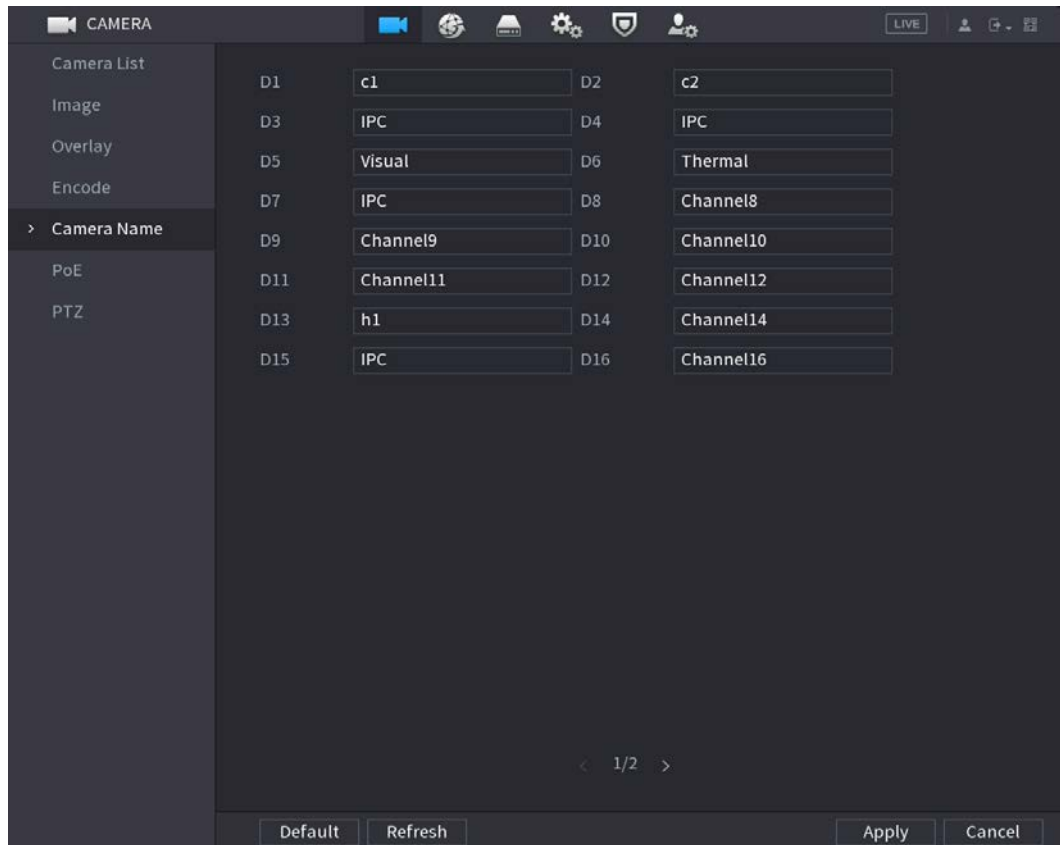 CAMERA LIVE
Camera List
Image
Overlay
Encode
> Camera Name
PoE
PTZ
D1 c1 D2 c2
D3 IPC D4 IPC
D5 Visual D6 Thermal
D7 IPC D8 Channel8
D9 Channel9 D10 Channel10
D11 Channel11 D12 Channel12
D13 h1 D14 Channel14
D15 IPC D16 Channel16
< 1/2 >
Default Refresh Apply Cancel